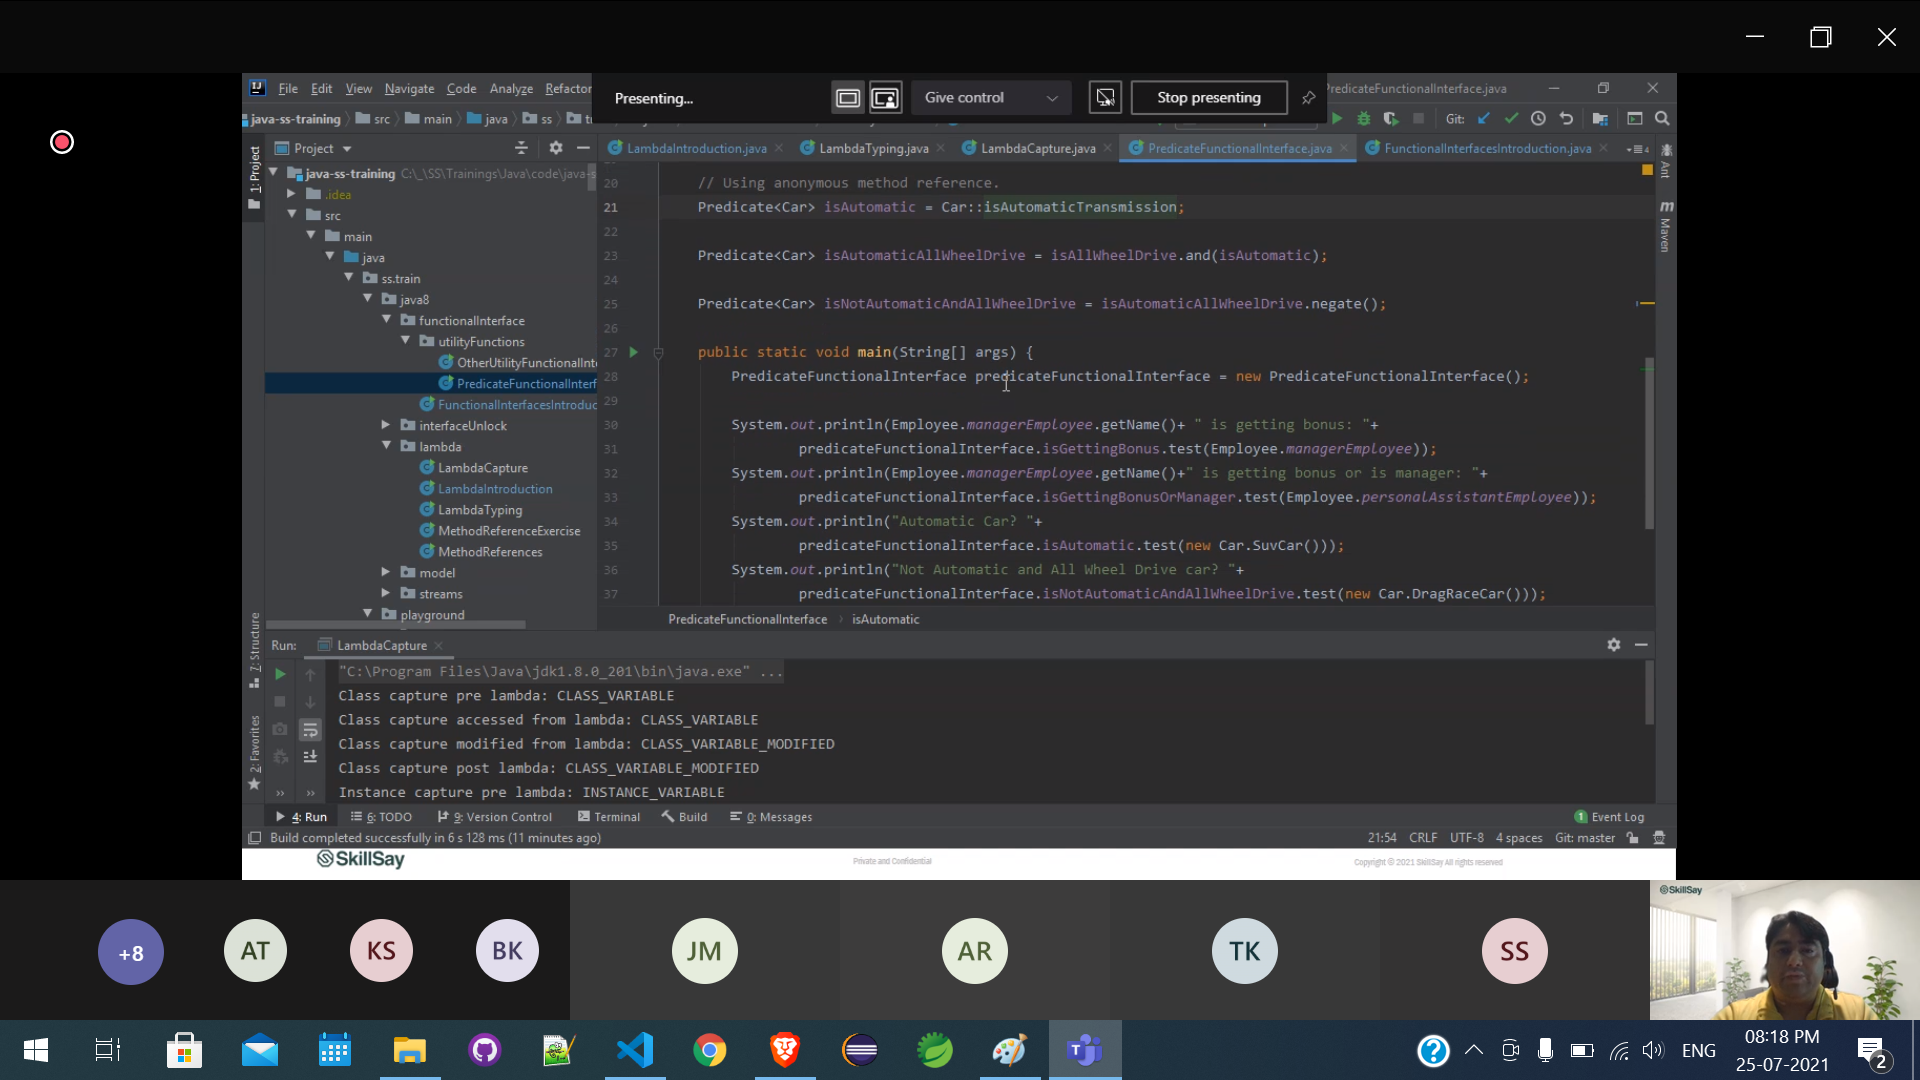 File Edit View Navigate Code Analyze Refactor
Presenting...
Give control
Stop presenting
PredicateFunctionalInterface.java
java-ss-training
src
main
java
ss
Git:
1: Project
Project
LambdaIntroduction.java
LambdaTyping.java
LambdaCapture.java
PredicateFunctionalInterface.java
FunctionalInterfacesIntroduction.java
java-ss-training C:\_\SS\Trainings\Java\code\java-s
.idea
src
main
java
ss.train
java8
functionalInterface
utilityFunctions
OtherUtilityFunctionalInt
PredicateFunctionalInterf
FunctionalInterfacesIntroduc
interfaceUnlock
lambda
LambdaCapture
LambdaIntroduction
LambdaTyping
MethodReferenceExercise
MethodReferences
model
streams
playground
20 // Using anonymous method reference.
21 Predicate<Car> isAutomatic = Car::isAutomaticTransmission;
22
23 Predicate<Car> isAutomaticAllWheelDrive = isAllWheelDrive.and(isAutomatic);
24
25 Predicate<Car> isNotAutomaticAndAllWheelDrive = isAutomaticAllWheelDrive.negate();
26
27 public static void main(String[] args) {
28 PredicateFunctionalInterface predicateFunctionalInterface = new PredicateFunctionalInterface();
29
30 System.out.println(Employee.managerEmployee.getName()+ " is getting bonus: "+
31 predicateFunctionalInterface.isGettingBonus.test(Employee.managerEmployee));
32 System.out.println(Employee.managerEmployee.getName()+" is getting bonus or is manager: "+
33 predicateFunctionalInterface.isGettingBonusOrManager.test(Employee.personalAssistantEmployee));
34 System.out.println("Automatic Car? "+
35 predicateFunctionalInterface.isAutomatic.test(new Car.SuvCar()));
36 System.out.println("Not Automatic and All Wheel Drive car? "+
37 predicateFunctionalInterface.isNotAutomaticAndAllWheelDrive.test(new Car.DragRaceCar()));
PredicateFunctionalInterface › isAutomatic
Ant
m Maven
7: Structure
2: Favorites
Run: LambdaCapture
"C:\Program Files\Java\jdk1.8.0_201\bin\java.exe" ...
Class capture pre lambda: CLASS_VARIABLE
Class capture accessed from lambda: CLASS_VARIABLE
Class capture modified from lambda: CLASS_VARIABLE_MODIFIED
Class capture post lambda: CLASS_VARIABLE_MODIFIED
Instance capture pre lambda: INSTANCE_VARIABLE
4: Run 6: TODO 9: Version Control Terminal Build 0: Messages
1 Event Log
Build completed successfully in 6 s 128 ms (11 minutes ago)
21:54 CRLF UTF-8 4 spaces Git: master
SkillSay
Private and Confidential
Copyright © 2021 SkillSay All rights reserved
+8
AT
KS
BK
JM
AR
TK
SS
SkillSay
ENG
08:18 PM
25-07-2021
2